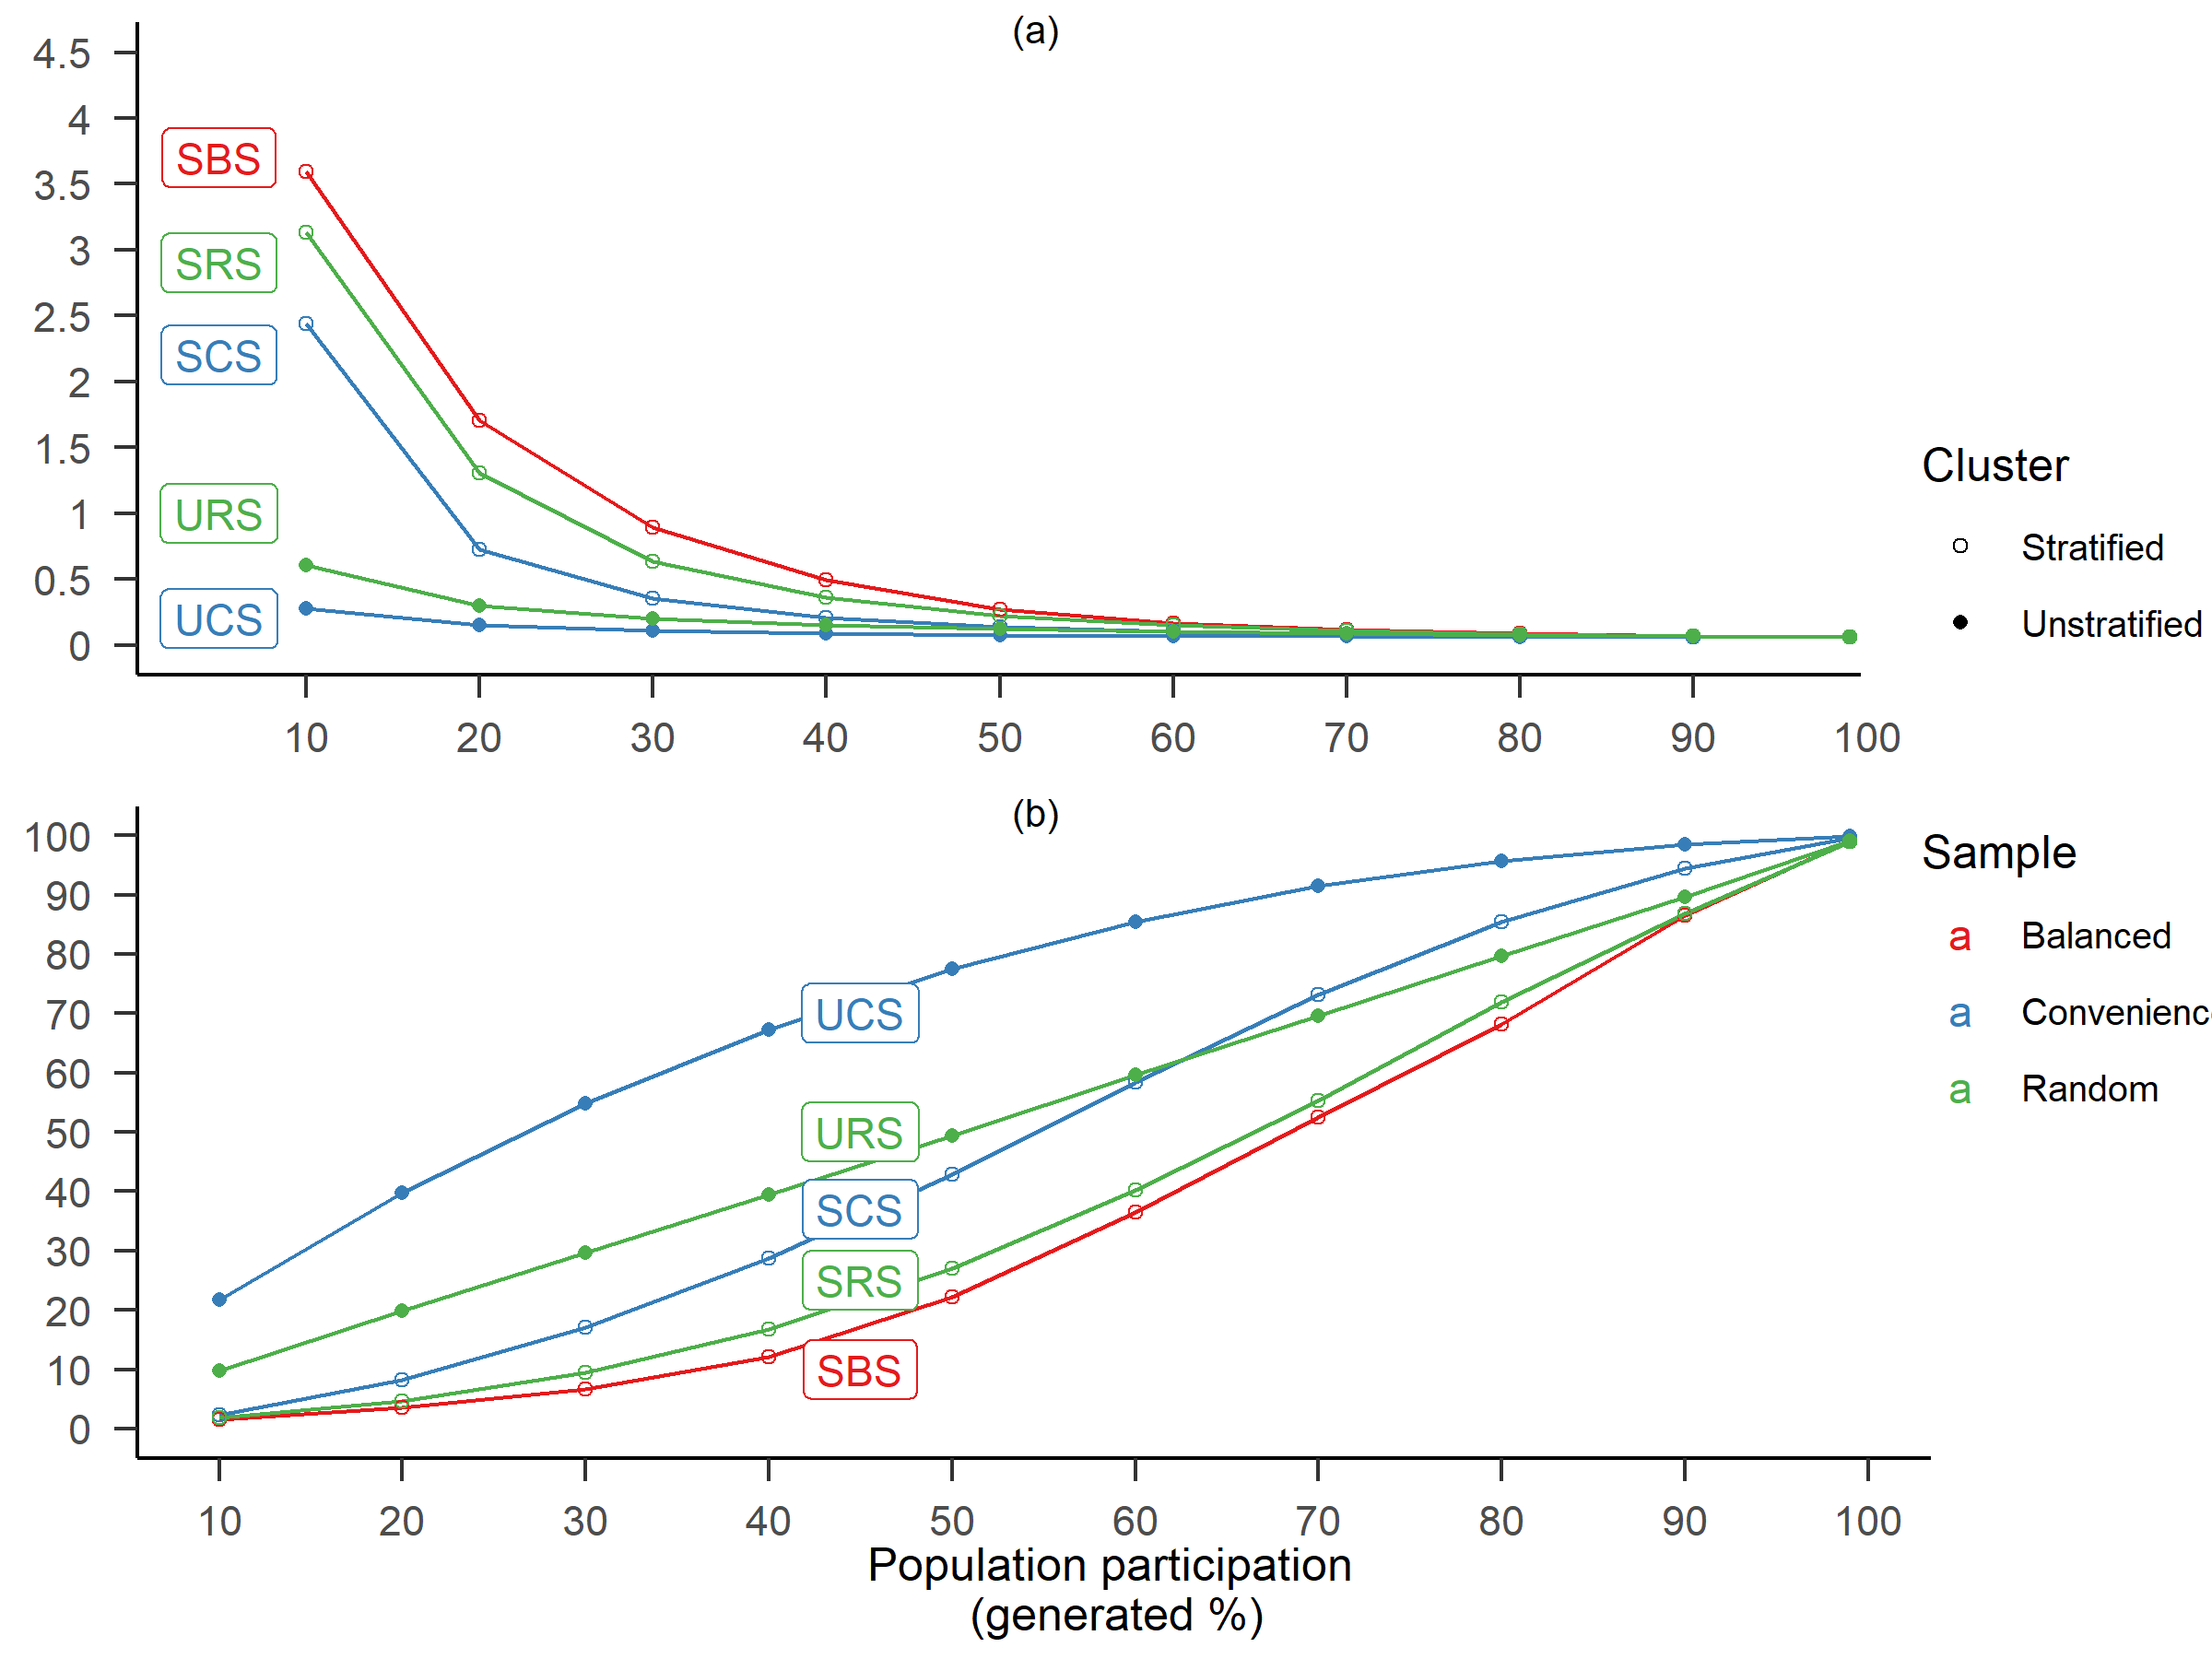 (a)
4.5
4
3.5
3
2.5
2
1.5
1
0.5
0
SBS
SRS
SCS
URS
UCS
10 20 30 40 50 60 70 80 90 100
Cluster
Stratified
Unstratified
(b)
100
90
80
70
60
50
40
30
20
10
0
UCS
URS
SCS
SRS
SBS
10 20 30 40 50 60 70 80 90 100
Population participation
(generated %)
Sample
a Balanced
a Convenienc
a Random